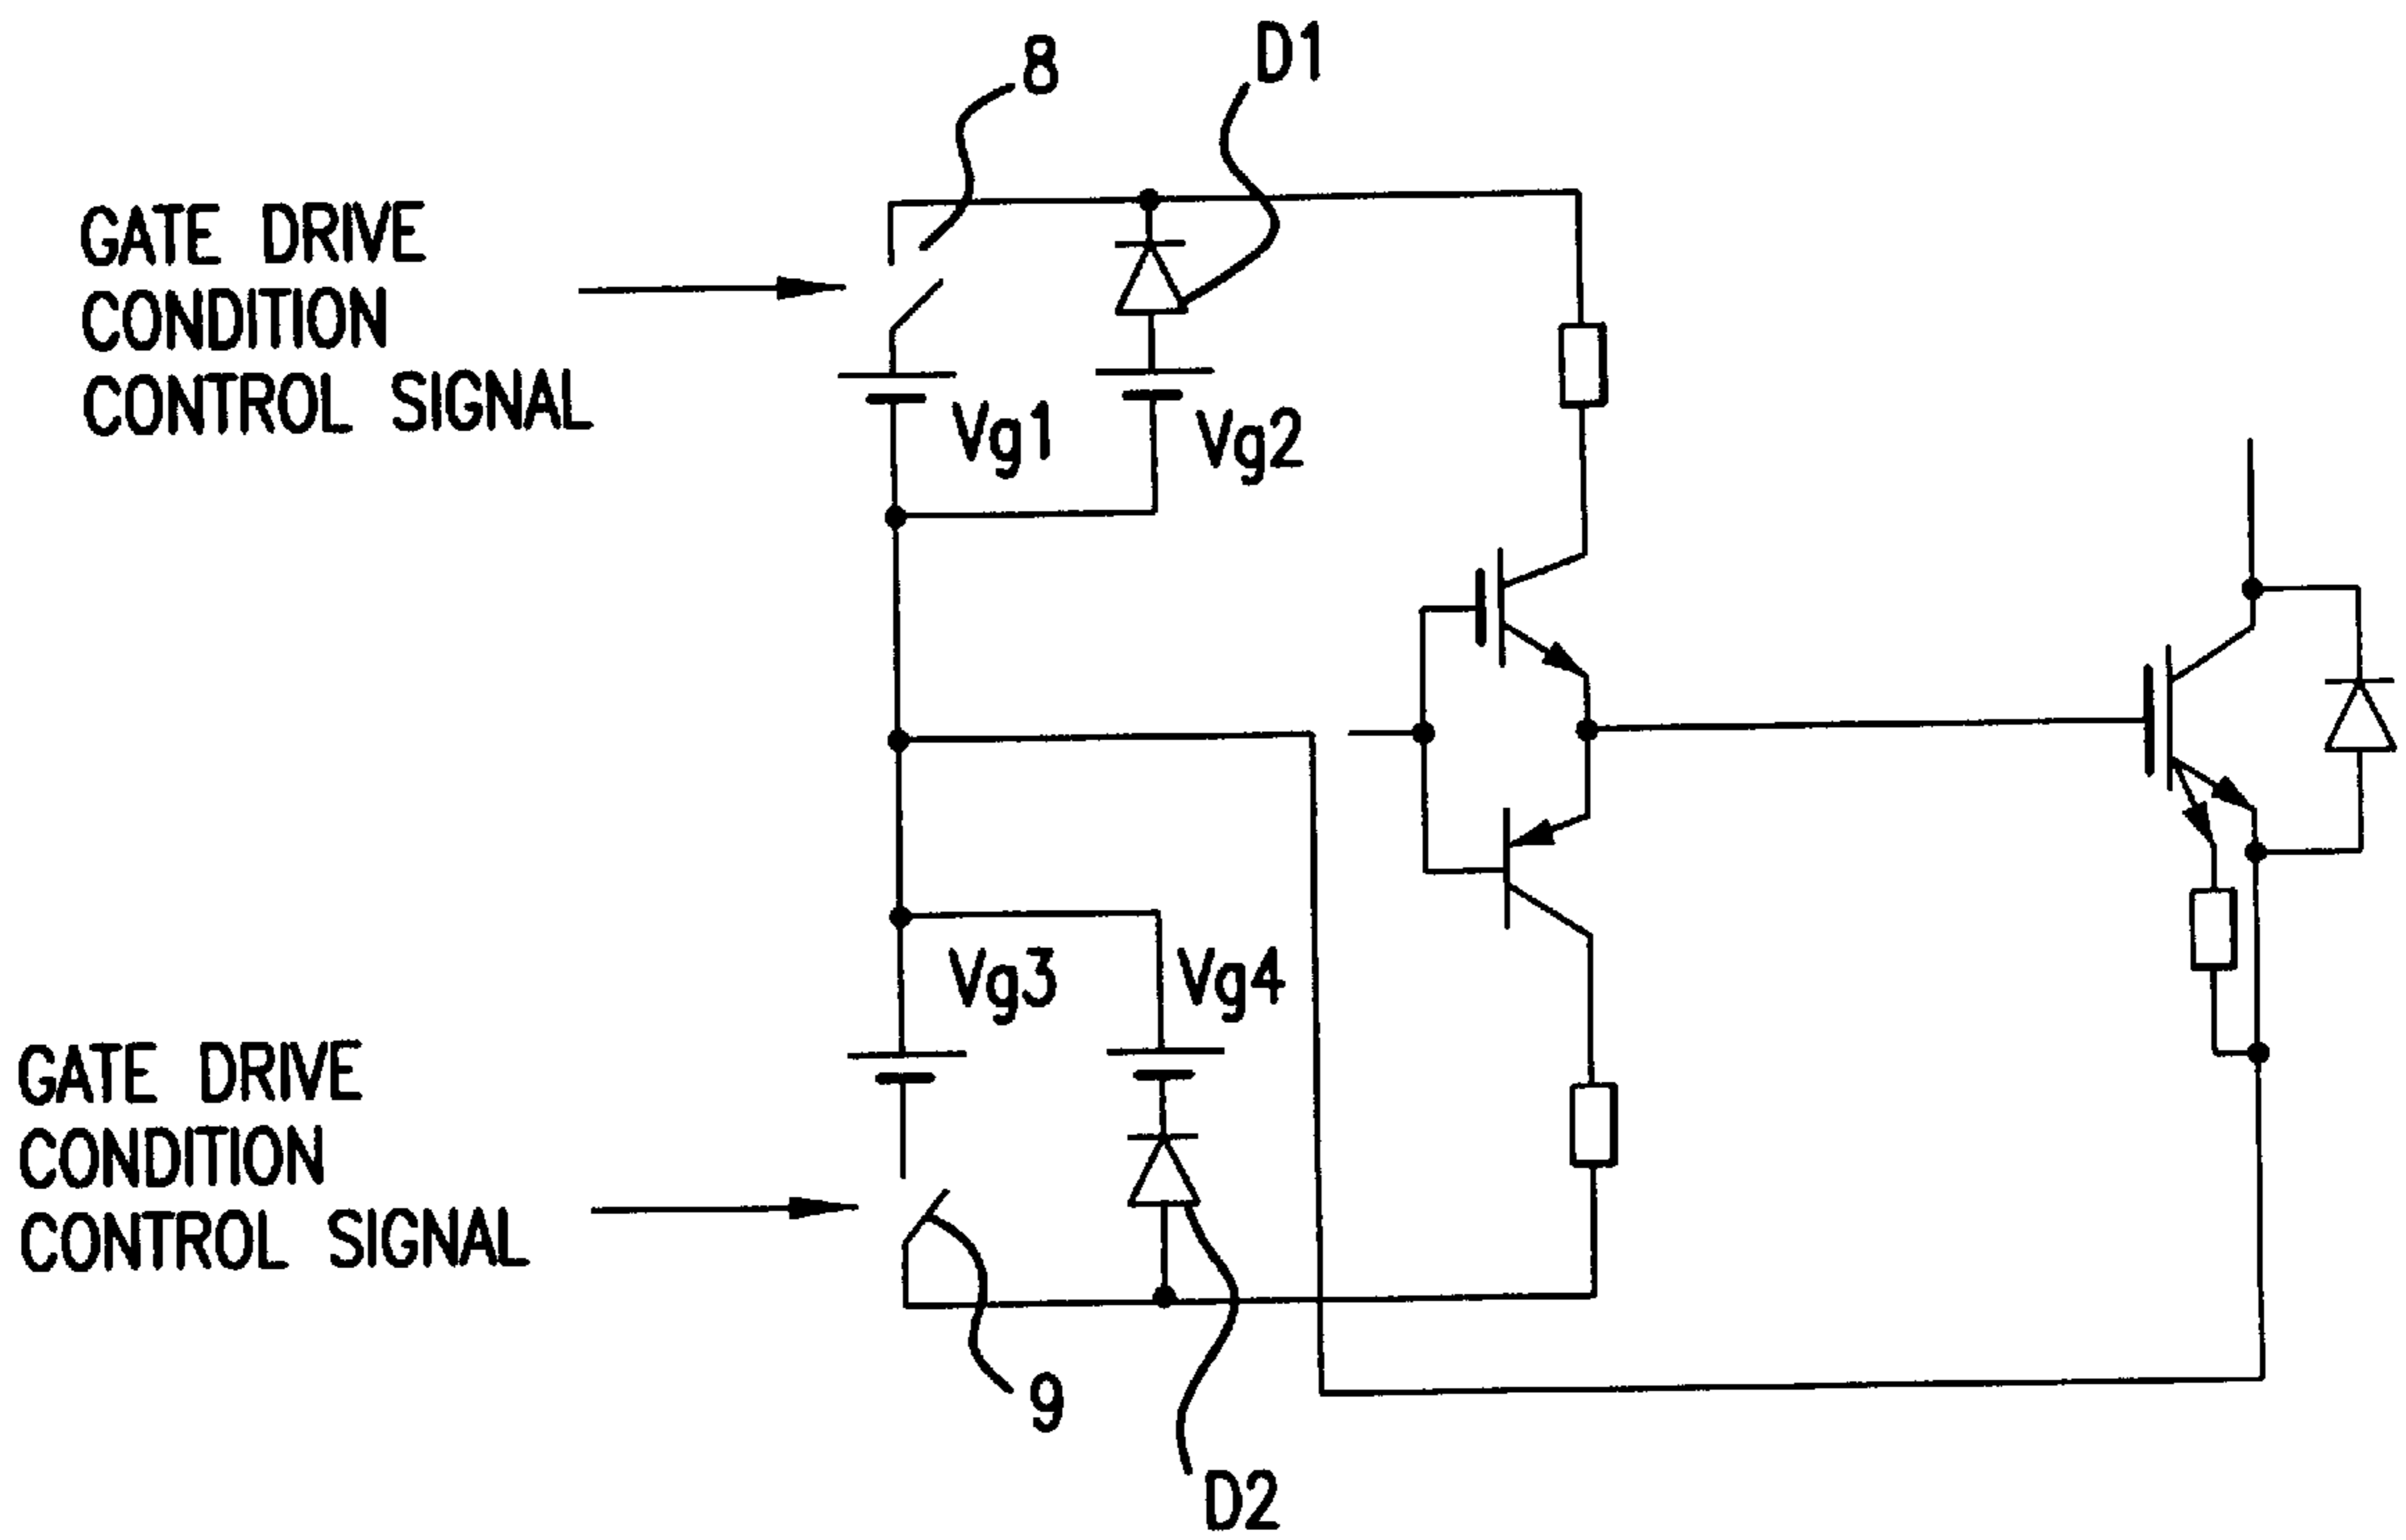 8
D1
GATE DRIVE
CONDITION
CONTROL SIGNAL
Vg1
Vg2
Vg3
Vg4
GATE DRIVE
CONDITION
CONTROL SIGNAL
9
D2